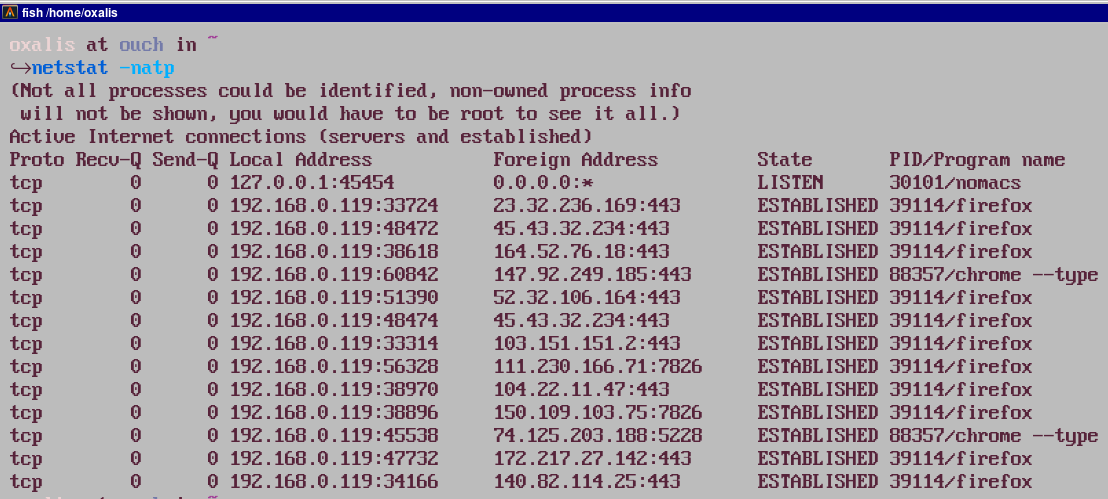 fish /home/oxalis
oxalis at ouch in ~
↪netstat -natp
(Not all processes could be identified, non-owned process info
 will not be shown, you would have to be root to see it all.)
Active Internet connections (servers and established)
Proto Recv-Q Send-Q Local Address           Foreign Address         State       PID/Program name
tcp        0      0 127.0.0.1:45454         0.0.0.0:*               LISTEN      30101/nomacs
tcp        0      0 192.168.0.119:33724     23.32.236.169:443       ESTABLISHED 39114/firefox
tcp        0      0 192.168.0.119:48472     45.43.32.234:443        ESTABLISHED 39114/firefox
tcp        0      0 192.168.0.119:38618     164.52.76.18:443        ESTABLISHED 39114/firefox
tcp        0      0 192.168.0.119:60842     147.92.249.185:443      ESTABLISHED 88357/chrome --type
tcp        0      0 192.168.0.119:51390     52.32.106.164:443       ESTABLISHED 39114/firefox
tcp        0      0 192.168.0.119:48474     45.43.32.234:443        ESTABLISHED 39114/firefox
tcp        0      0 192.168.0.119:33314     103.151.151.2:443       ESTABLISHED 39114/firefox
tcp        0      0 192.168.0.119:56328     111.230.166.71:7826     ESTABLISHED 39114/firefox
tcp        0      0 192.168.0.119:38970     104.22.11.47:443        ESTABLISHED 39114/firefox
tcp        0      0 192.168.0.119:38896     150.109.103.75:7826     ESTABLISHED 39114/firefox
tcp        0      0 192.168.0.119:45538     74.125.203.188:5228     ESTABLISHED 88357/chrome --type
tcp        0      0 192.168.0.119:47732     172.217.27.142:443      ESTABLISHED 39114/firefox
tcp        0      0 192.168.0.119:34166     140.82.114.25:443       ESTABLISHED 39114/firefox